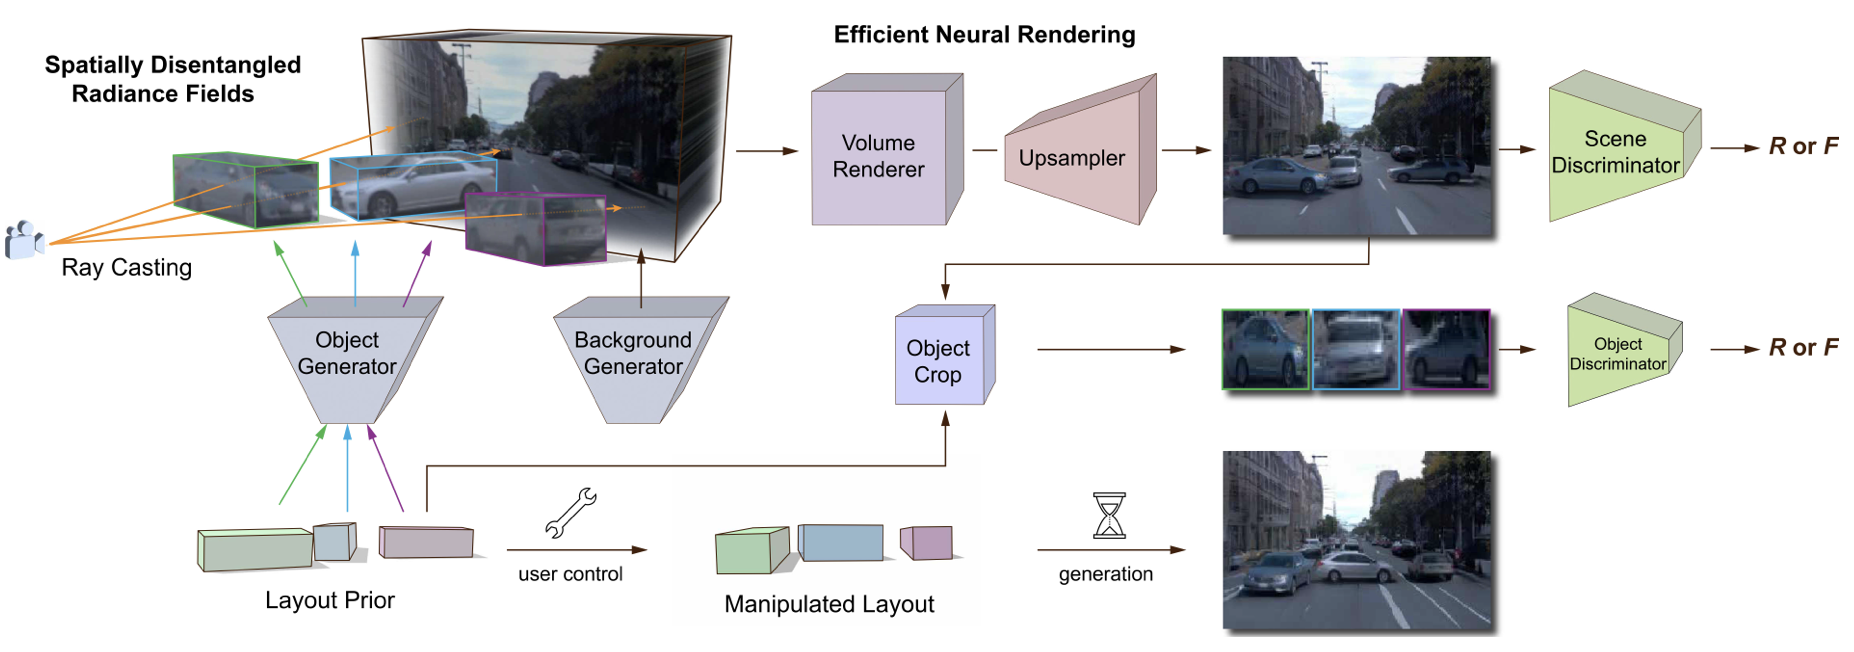 Efficient Neural Rendering
Spatially Disentangled
Radiance Fields
Volume
Renderer
Upsampler
Scene
Discriminator
R or F
Ray Casting
Object
Generator
Background
Generator
Object
Crop
Object
Discriminator
R or F
user control
generation
Layout Prior
Manipulated Layout